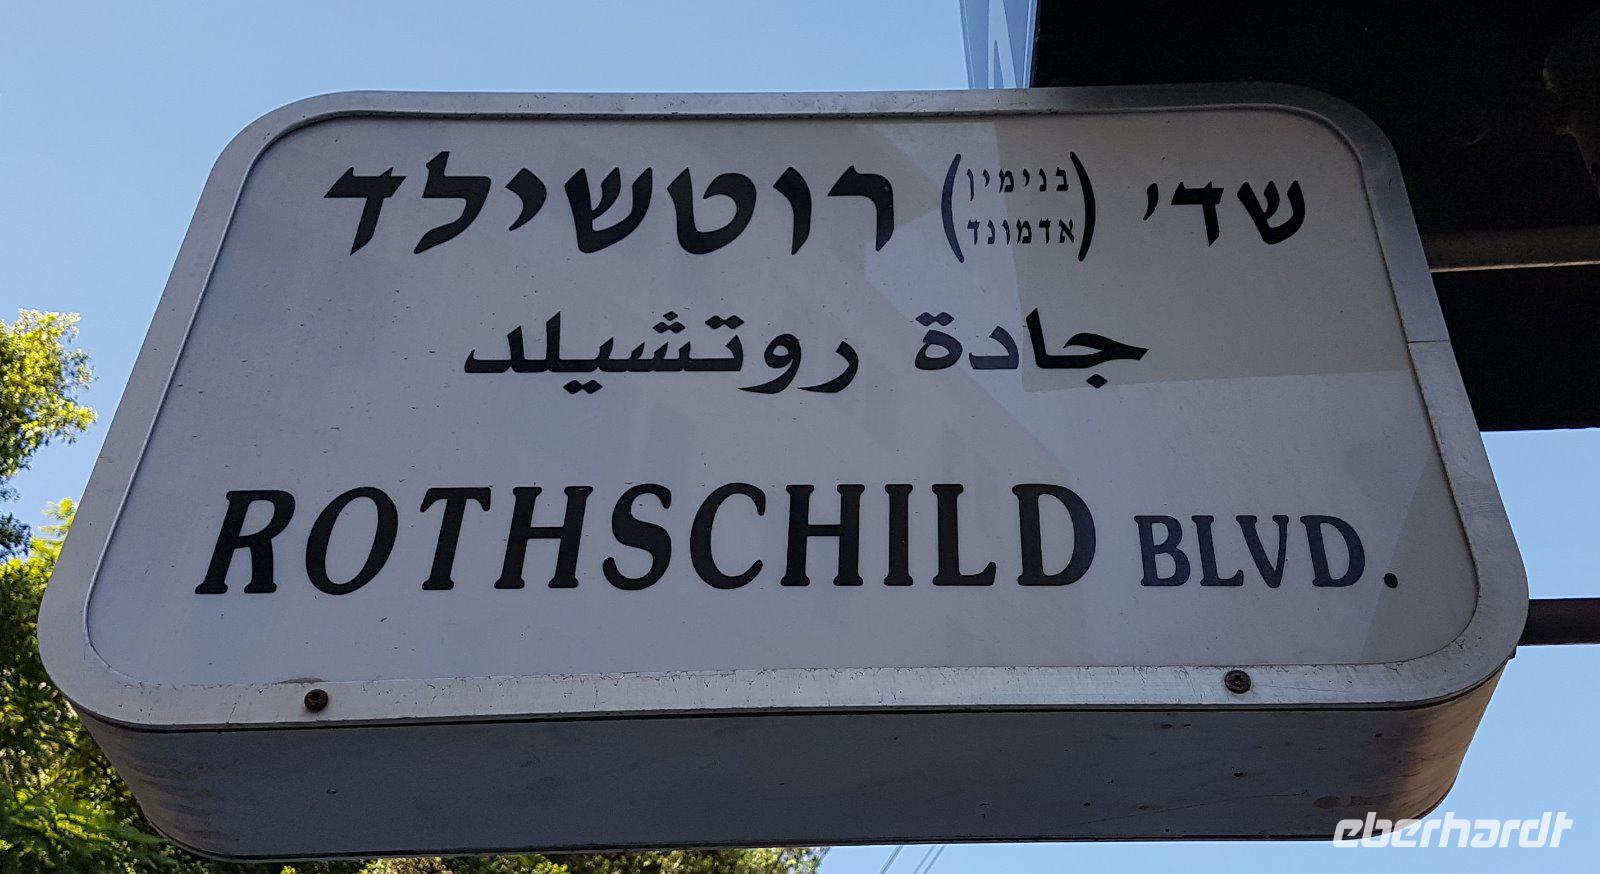 שד' (בנימין אדמונד) רוטשילד
جادة روتشيلد
ROTHSCHILD BLVD.
eberhardt